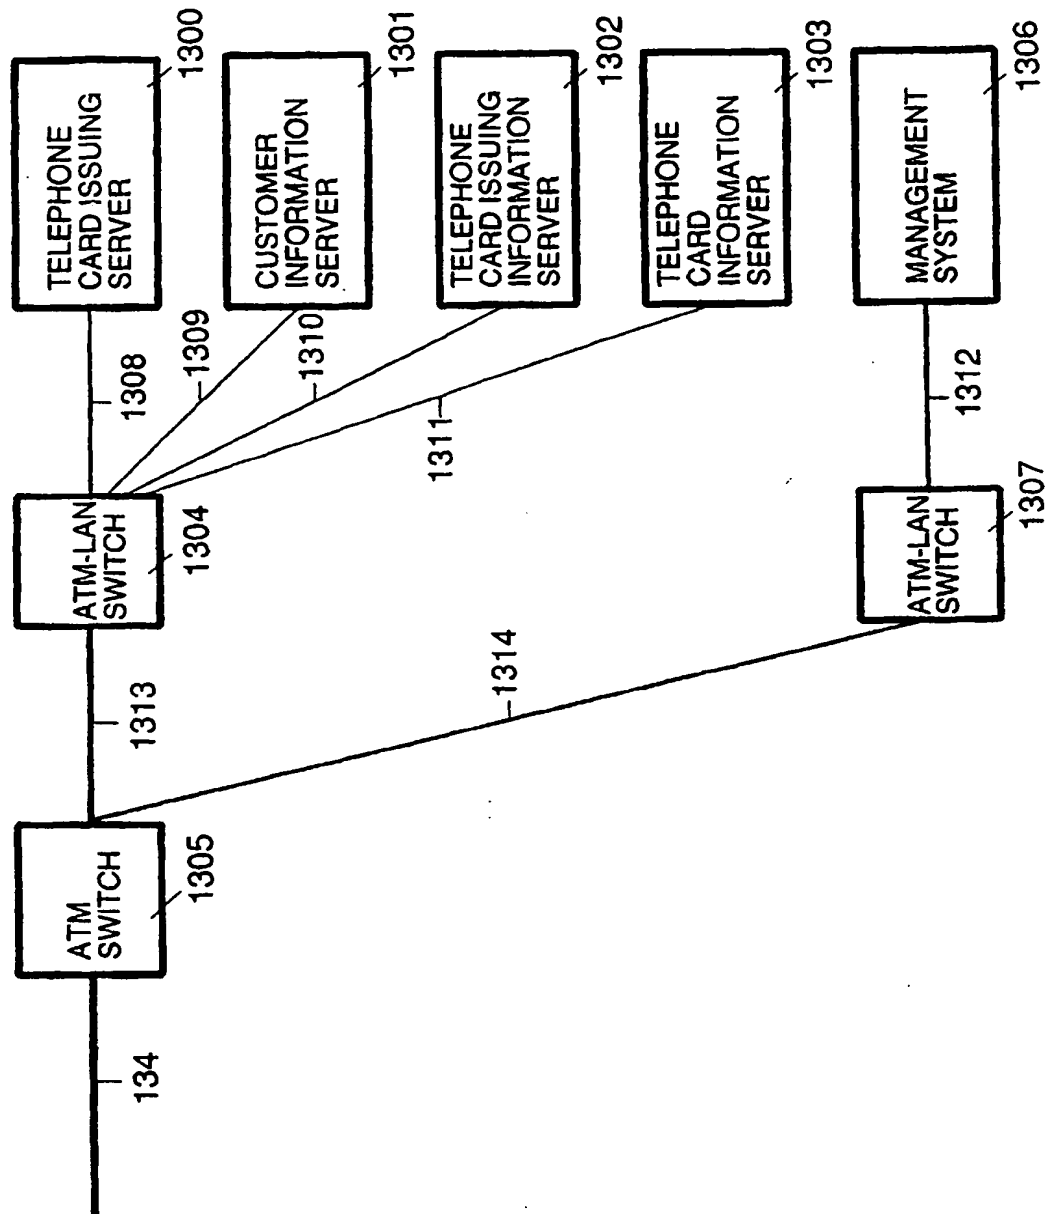 TELEPHONE
CARD ISSUING
SERVER
1300
CUSTOMER
INFORMATION
SERVER
1301
TELEPHONE
CARD ISSUING
INFORMATION
SERVER
1302
TELEPHONE
CARD
INFORMATION
SERVER
1303
MANAGEMENT
SYSTEM
1306
1308
1309
1310
1311
1312
ATM-LAN
SWITCH
1304
ATM-LAN
SWITCH
1307
1313
1314
ATM
SWITCH
1305
134